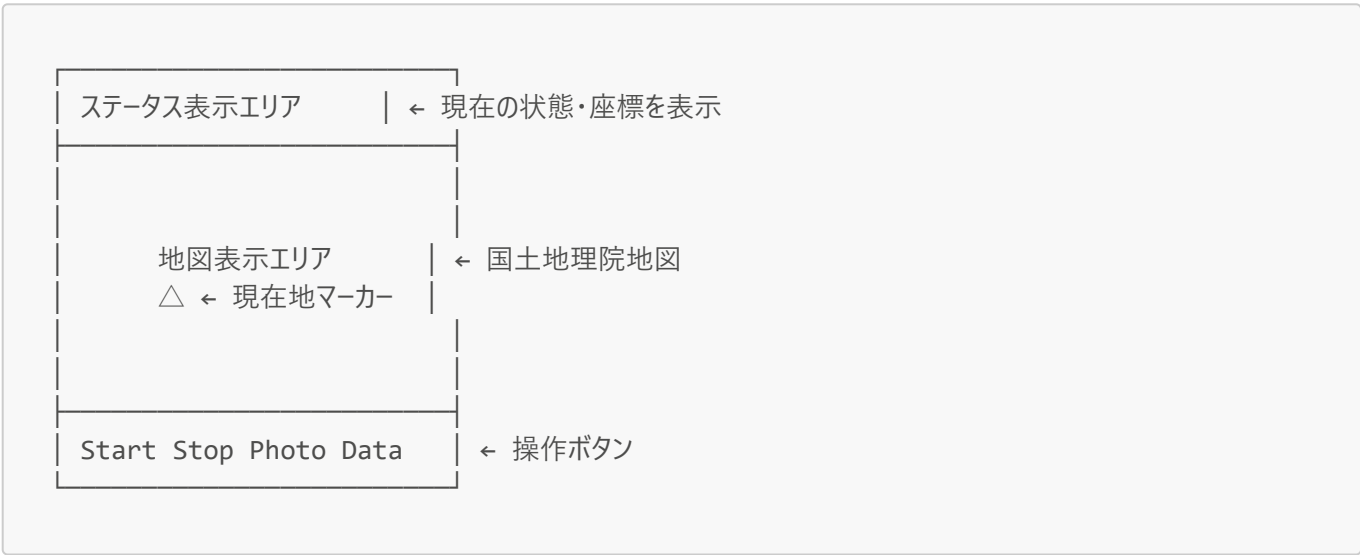 ステータス表示エリア ← 現在の状態・座標を表示
地図表示エリア ← 国土地理院地図
△ ← 現在地マーカー
Start Stop Photo Data ← 操作ボタン